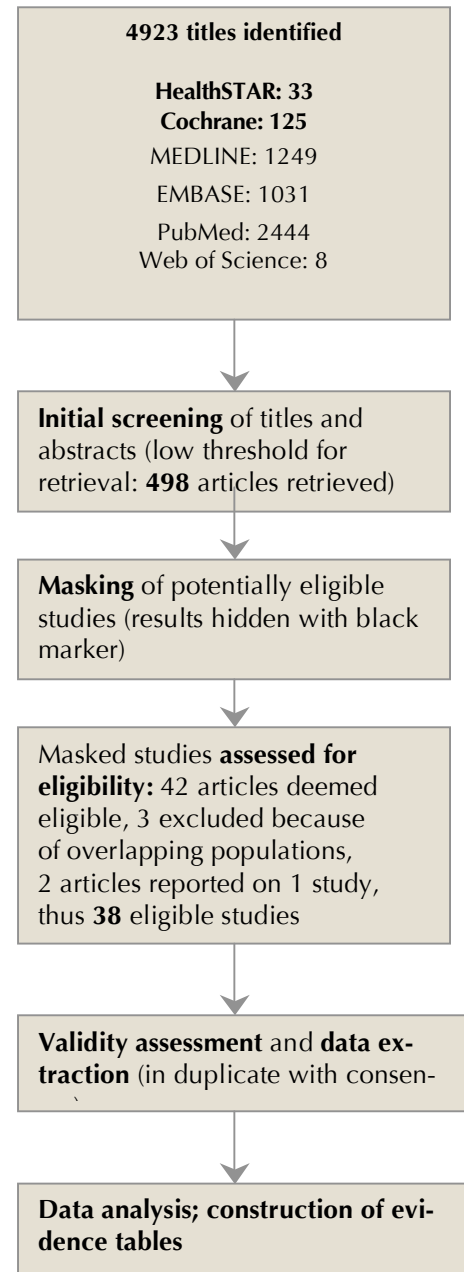 4923 titles identified
HealthSTAR: 33
Cochrane: 125
MEDLINE: 1249
EMBASE: 1031
PubMed: 2444
Web of Science: 8
Initial screening of titles and
abstracts (low threshold for
retrieval: 498 articles retrieved)
Masking of potentially eligible
studies (results hidden with black
marker)
Masked studies assessed for
eligibility: 42 articles deemed
eligible, 3 excluded because
of overlapping populations,
2 articles reported on 1 study,
thus 38 eligible studies
Validity assessment and data ex-
traction (in duplicate with consen-
Data analysis; construction of evi-
dence tables